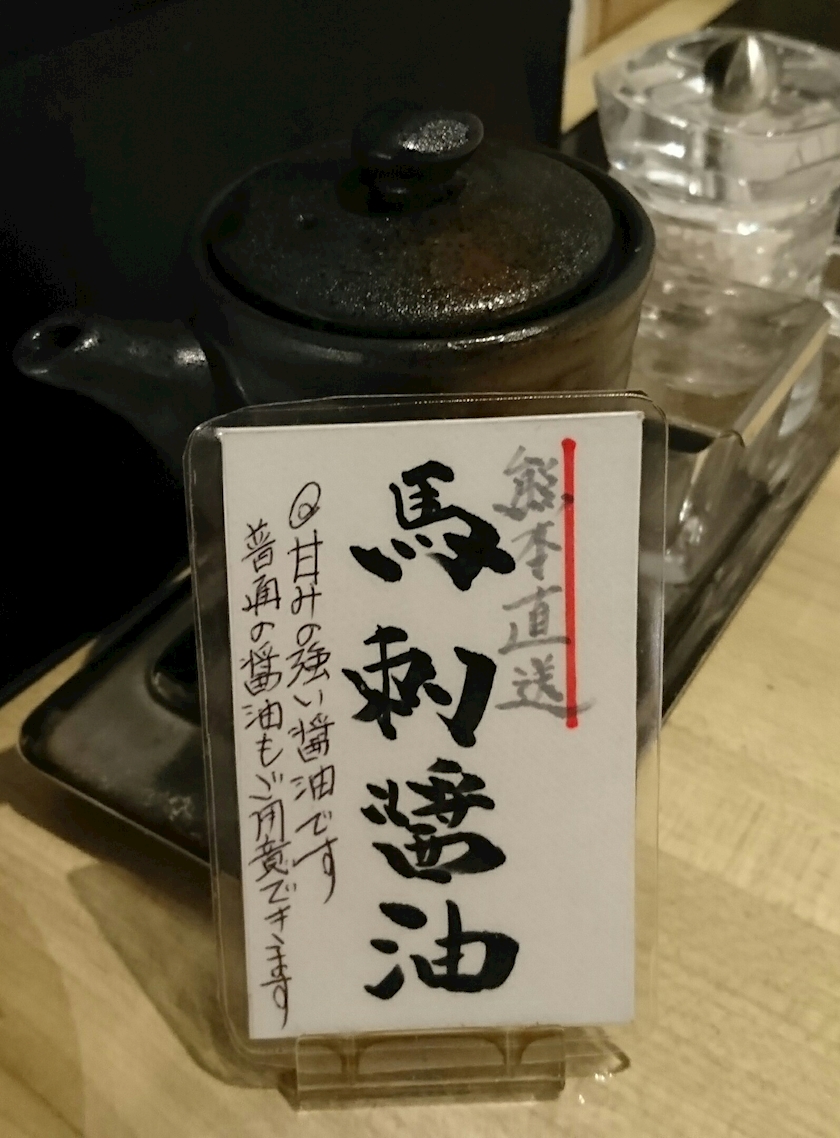 熊本直送
馬刺醤油
◎甘みの強い醤油です
普通の醤油もご用意できます